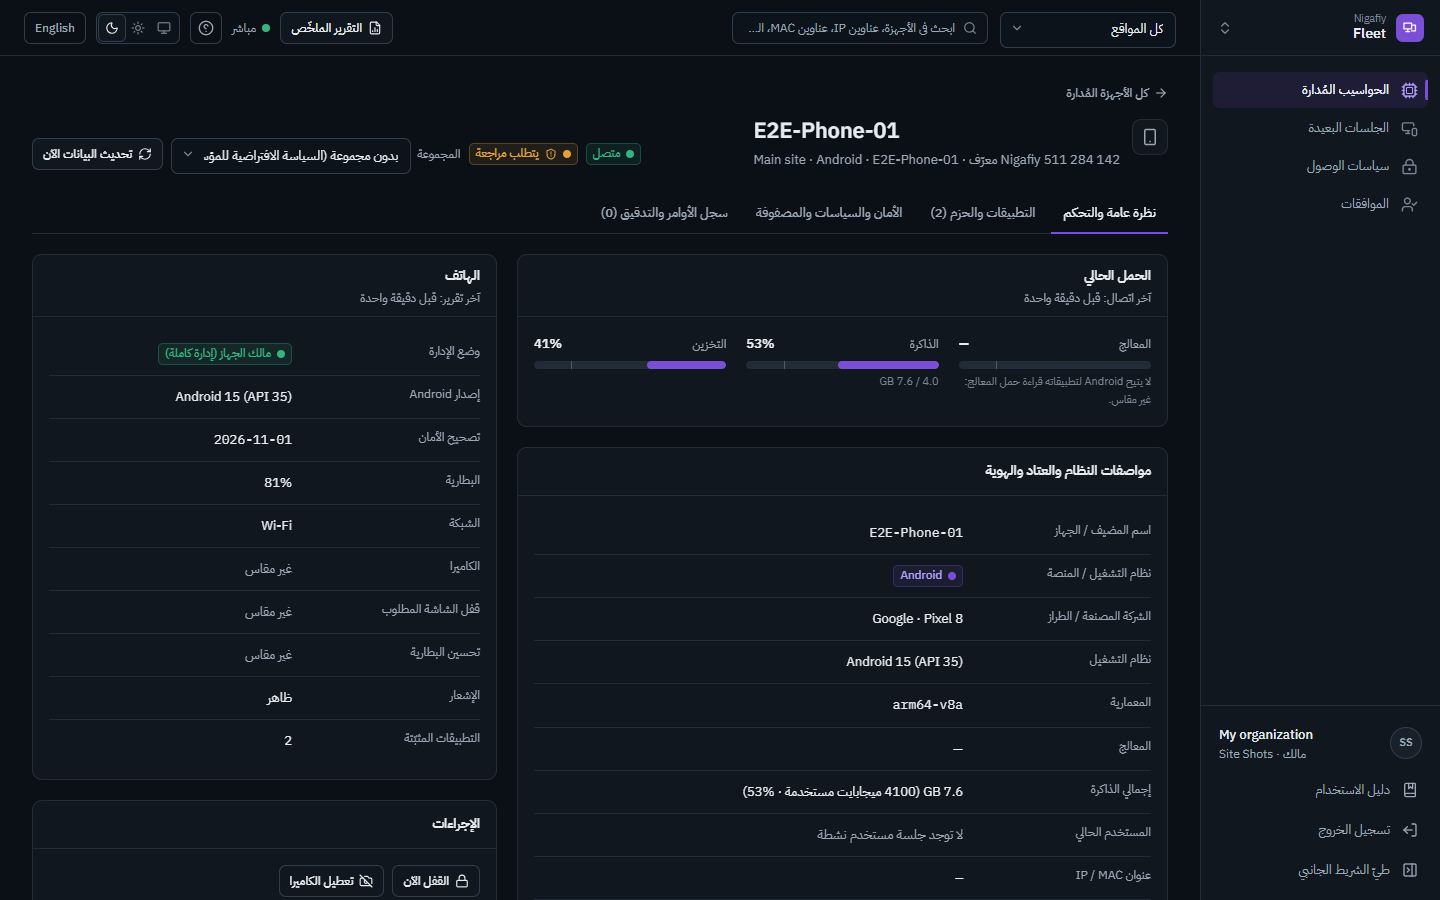 Nigafiy
Fleet
كل المواقع
ابحث في الأجهزة، عناوين IP، عناوين MAC، الـ...
التقرير الملخّص
مباشر
English
الحواسيب المُدارة
الجلسات البعيدة
سياسات الوصول
الموافقات
كل الأجهزة المُدارة
E2E-Phone-01
Main site · Android · E2E-Phone-01 · معرّف Nigafiy 511 284 142
متصل
يتطلب مراجعة
المجموعة
بدون مجموعة (السياسة الافتراضية للمؤس
تحديث البيانات الآن
نظرة عامة والتحكم
التطبيقات والحزم (2)
الأمان والسياسات والمصفوفة
سجل الأوامر والتدقيق (0)
الحمل الحالي
آخر اتصال: قبل دقيقة واحدة
المعالج
—
لا يتيح Android لتطبيقاته قراءة حمل المعالج:
غير مقاس.
الذاكرة
53%
4.0 / 7.6 GB
التخزين
41%
مواصفات النظام والعتاد والهوية
اسم المضيف / الجهاز
E2E-Phone-01
نظام التشغيل / المنصة
Android
الشركة المصنعة / الطراز
Google · Pixel 8
نظام التشغيل
Android 15 (API 35)
المعمارية
arm64-v8a
المعالج
—
إجمالي الذاكرة
7.6 GB (4100 ميجابايت مستخدمة · 53%)
المستخدم الحالي
لا توجد جلسة مستخدم نشطة
عنوان IP / MAC
—
الهاتف
آخر تقرير: قبل دقيقة واحدة
وضع الإدارة
مالك الجهاز (إدارة كاملة)
إصدار Android
Android 15 (API 35)
تصحيح الأمان
2026-11-01
البطارية
81%
الشبكة
Wi-Fi
الكاميرا
غير مقاس
قفل الشاشة المطلوب
غير مقاس
تحسين البطارية
غير مقاس
الإشعار
ظاهر
التطبيقات المثبّتة
2
الإجراءات
القفل الآن
تعطيل الكاميرا
My organization
Site Shots · مالك
SS
دليل الاستخدام
تسجيل الخروج
طيّ الشريط الجانبي